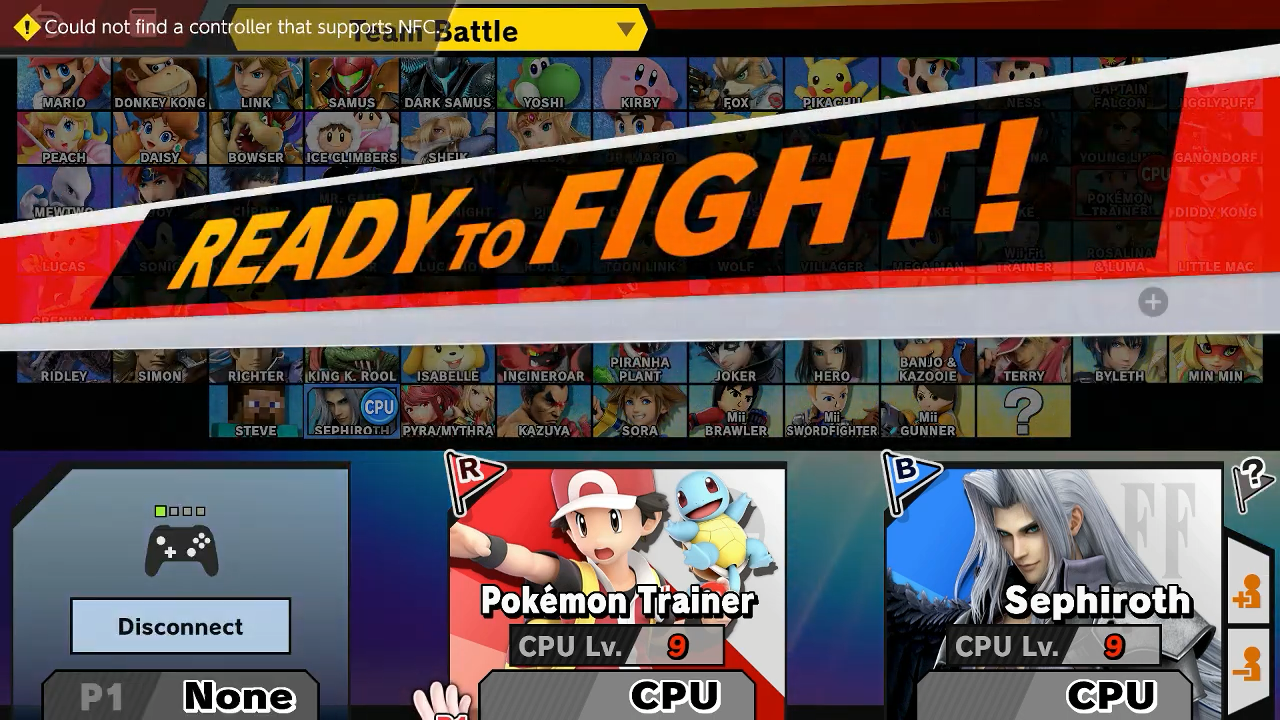 Could not find a controller that supports NFC.
Team Battle
MARIO DONKEY KONG LINK SAMUS DARK SAMUS YOSHI KIRBY FOX PIKACHU NESS CAPTAIN FALCON JIGGLYPUFF
PEACH DAISY BOWSER ICE CLIMBERS SHEIK YOUNG LINK GANONDORF
MEWTWO CPU POKÉMON TRAINER DIDDY KONG
READY TO FIGHT!
LUCAS SONIC TOON LINK WOLF VILLAGER MEGA MAN Wii Fit TRAINER ROSALINA & LUMA LITTLE MAC
RIDLEY SIMON RICHTER KING K. ROOL ISABELLE INCINEROAR PIRANHA PLANT JOKER HERO BANJO & KAZOOIE TERRY BYLETH MIN MIN
STEVE SEPHIROTH CPU PYRA/MYTHRA KAZUYA SORA Mii BRAWLER Mii SWORDFIGHTER Mii GUNNER ?
R
B
?
FF
Pokémon Trainer
Sephiroth
Disconnect
CPU Lv. 9
CPU Lv. 9
P1 None
CPU
CPU